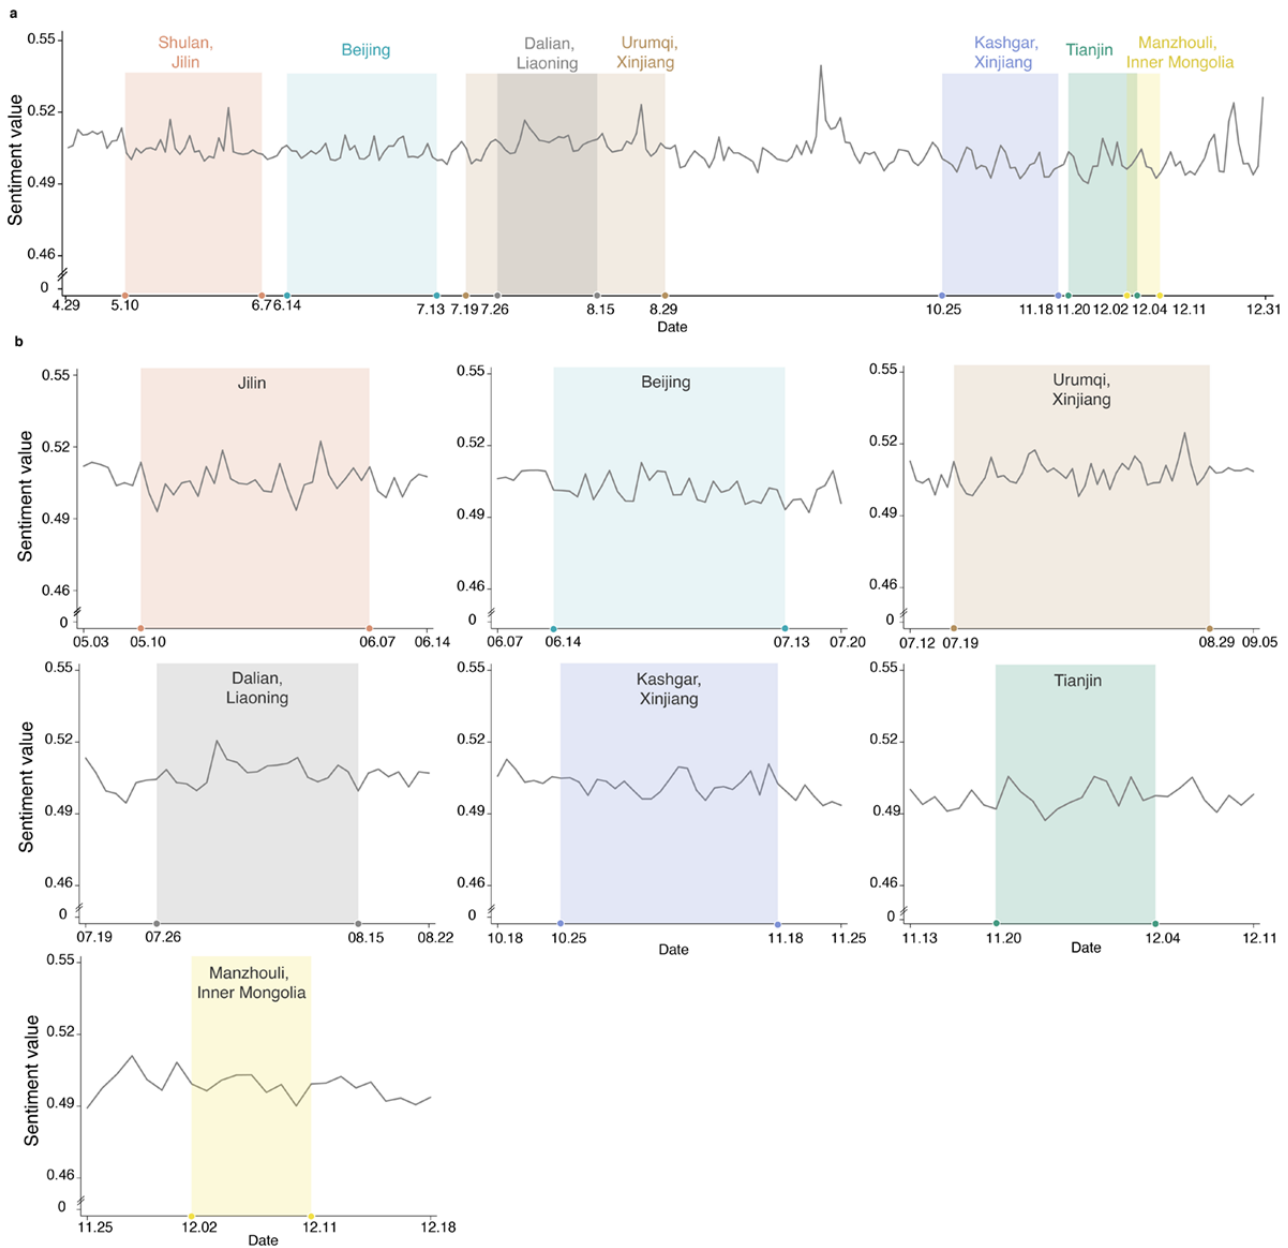 a
Shulan,
Jilin
Beijing
Dalian,
Liaoning
Urumqi,
Xinjiang
Kashgar,
Xinjiang
Tianjin
Manzhouli,
Inner Mongolia
Sentiment value
0.55
0.52
0.49
0.46
0
4.29 5.10 6.7 6.14 7.13 7.19 7.26 8.15 8.29 10.25 11.18 11.20 12.02 12.04 12.11 12.31
Date
b
Jilin
Sentiment value
0.55
0.52
0.49
0.46
0
05.03 05.10 06.07 06.14
Beijing
0.55
0.52
0.49
0.46
0
06.07 06.14 07.13 07.20
Urumqi,
Xinjiang
0.55
0.52
0.49
0.46
0
07.12 07.19 08.29 09.05
Dalian,
Liaoning
Sentiment value
0.55
0.52
0.49
0.46
0
07.19 07.26 08.15 08.22
Kashgar,
Xinjiang
0.55
0.52
0.49
0.46
0
10.18 10.25 11.18 11.25
Date
Tianjin
0.55
0.52
0.49
0.46
0
11.13 11.20 12.04 12.11
Date
Manzhouli,
Inner Mongolia
Sentiment value
0.55
0.52
0.49
0.46
0
11.25 12.02 12.11 12.18
Date